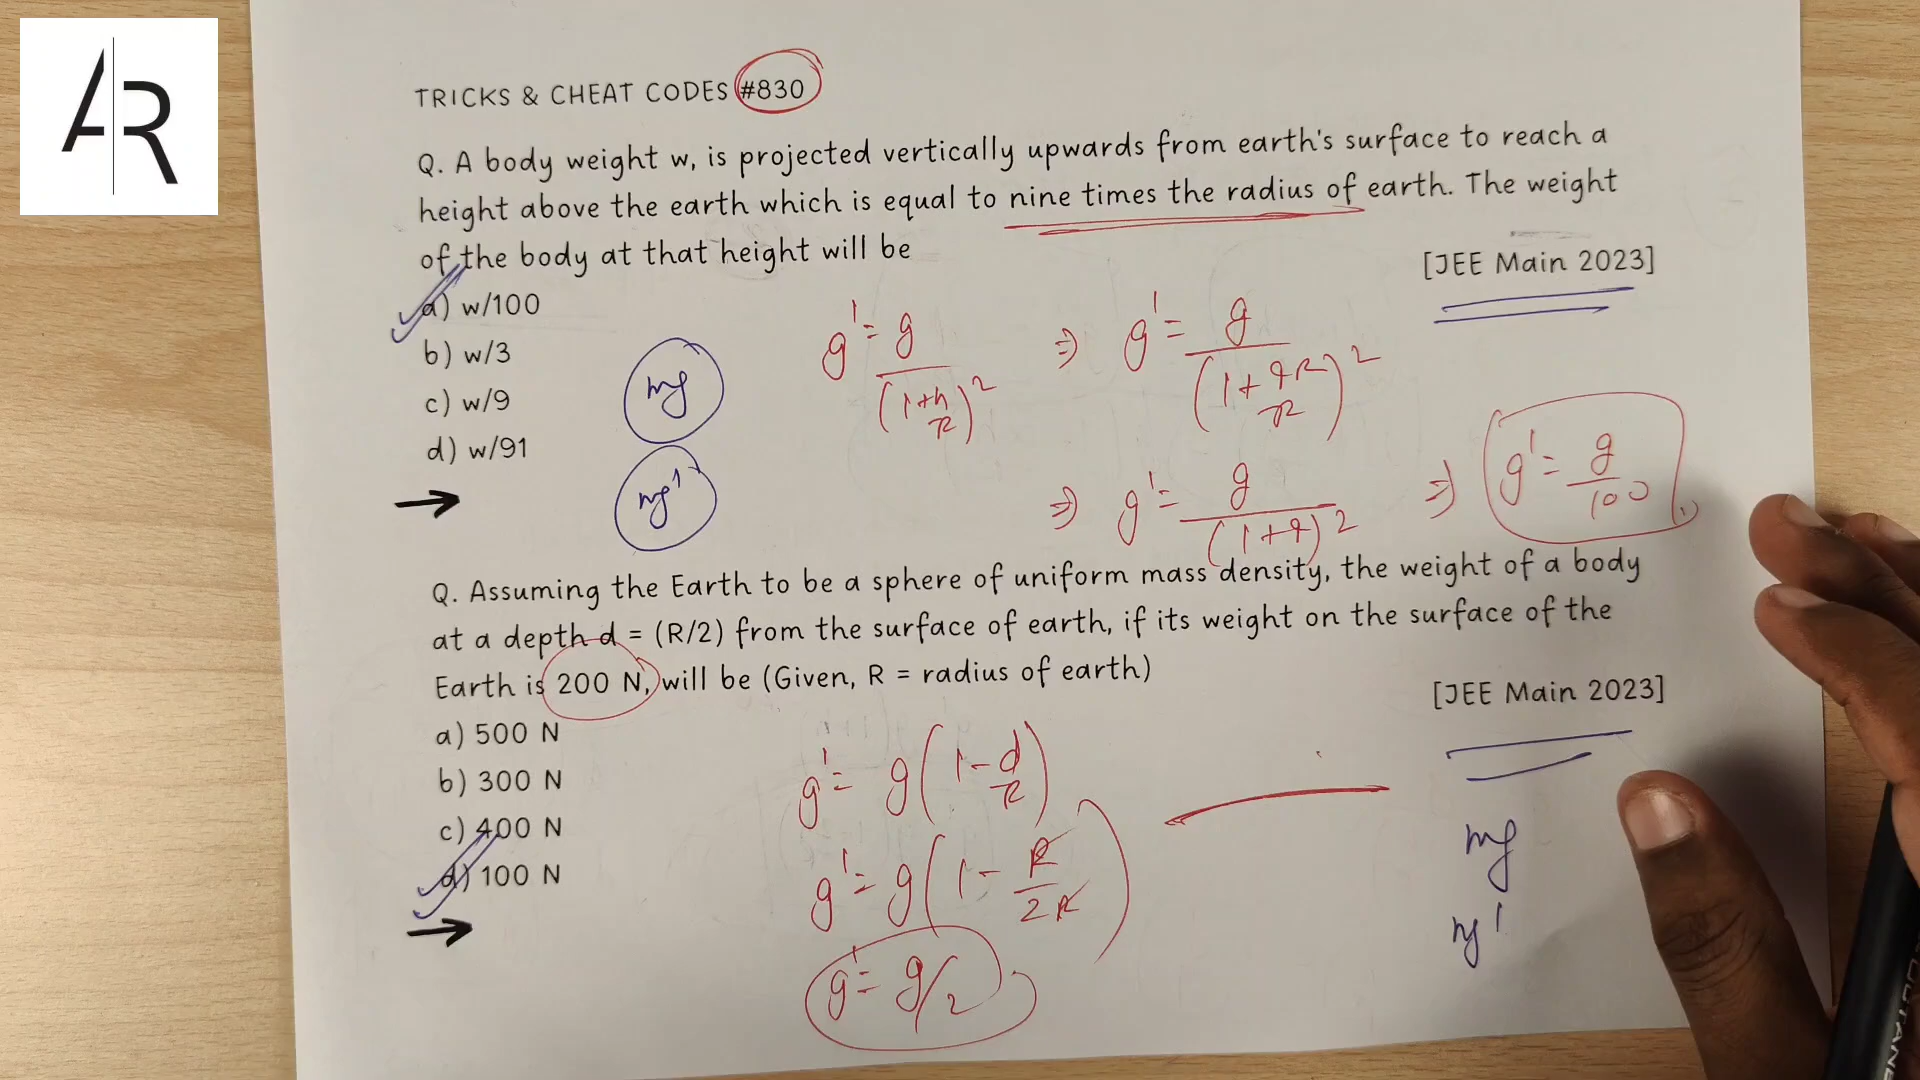 AR
TRICKS & CHEAT CODES #830
Q. A body weight w, is projected vertically upwards from earth's surface to reach a
height above the earth which is equal to nine times the radius of earth. The weight
of the body at that height will be
[JEE Main 2023]
a) w/100
b) w/3
c) w/9
d) w/91
mg
mg'
g' = g/(1+h/R)²
⇒ g' = g/(1+9R/R)²
⇒ g' = g/(1+9)²
⇒ g' = g/100
Q. Assuming the Earth to be a sphere of uniform mass density, the weight of a body
at a depth d = (R/2) from the surface of earth, if its weight on the surface of the
Earth is 200 N, will be (Given, R = radius of earth)
[JEE Main 2023]
a) 500 N
b) 300 N
c) 400 N
d) 100 N
g' = g(1-d/R)
g' = g(1-R/2R)
g' = g/2
mg